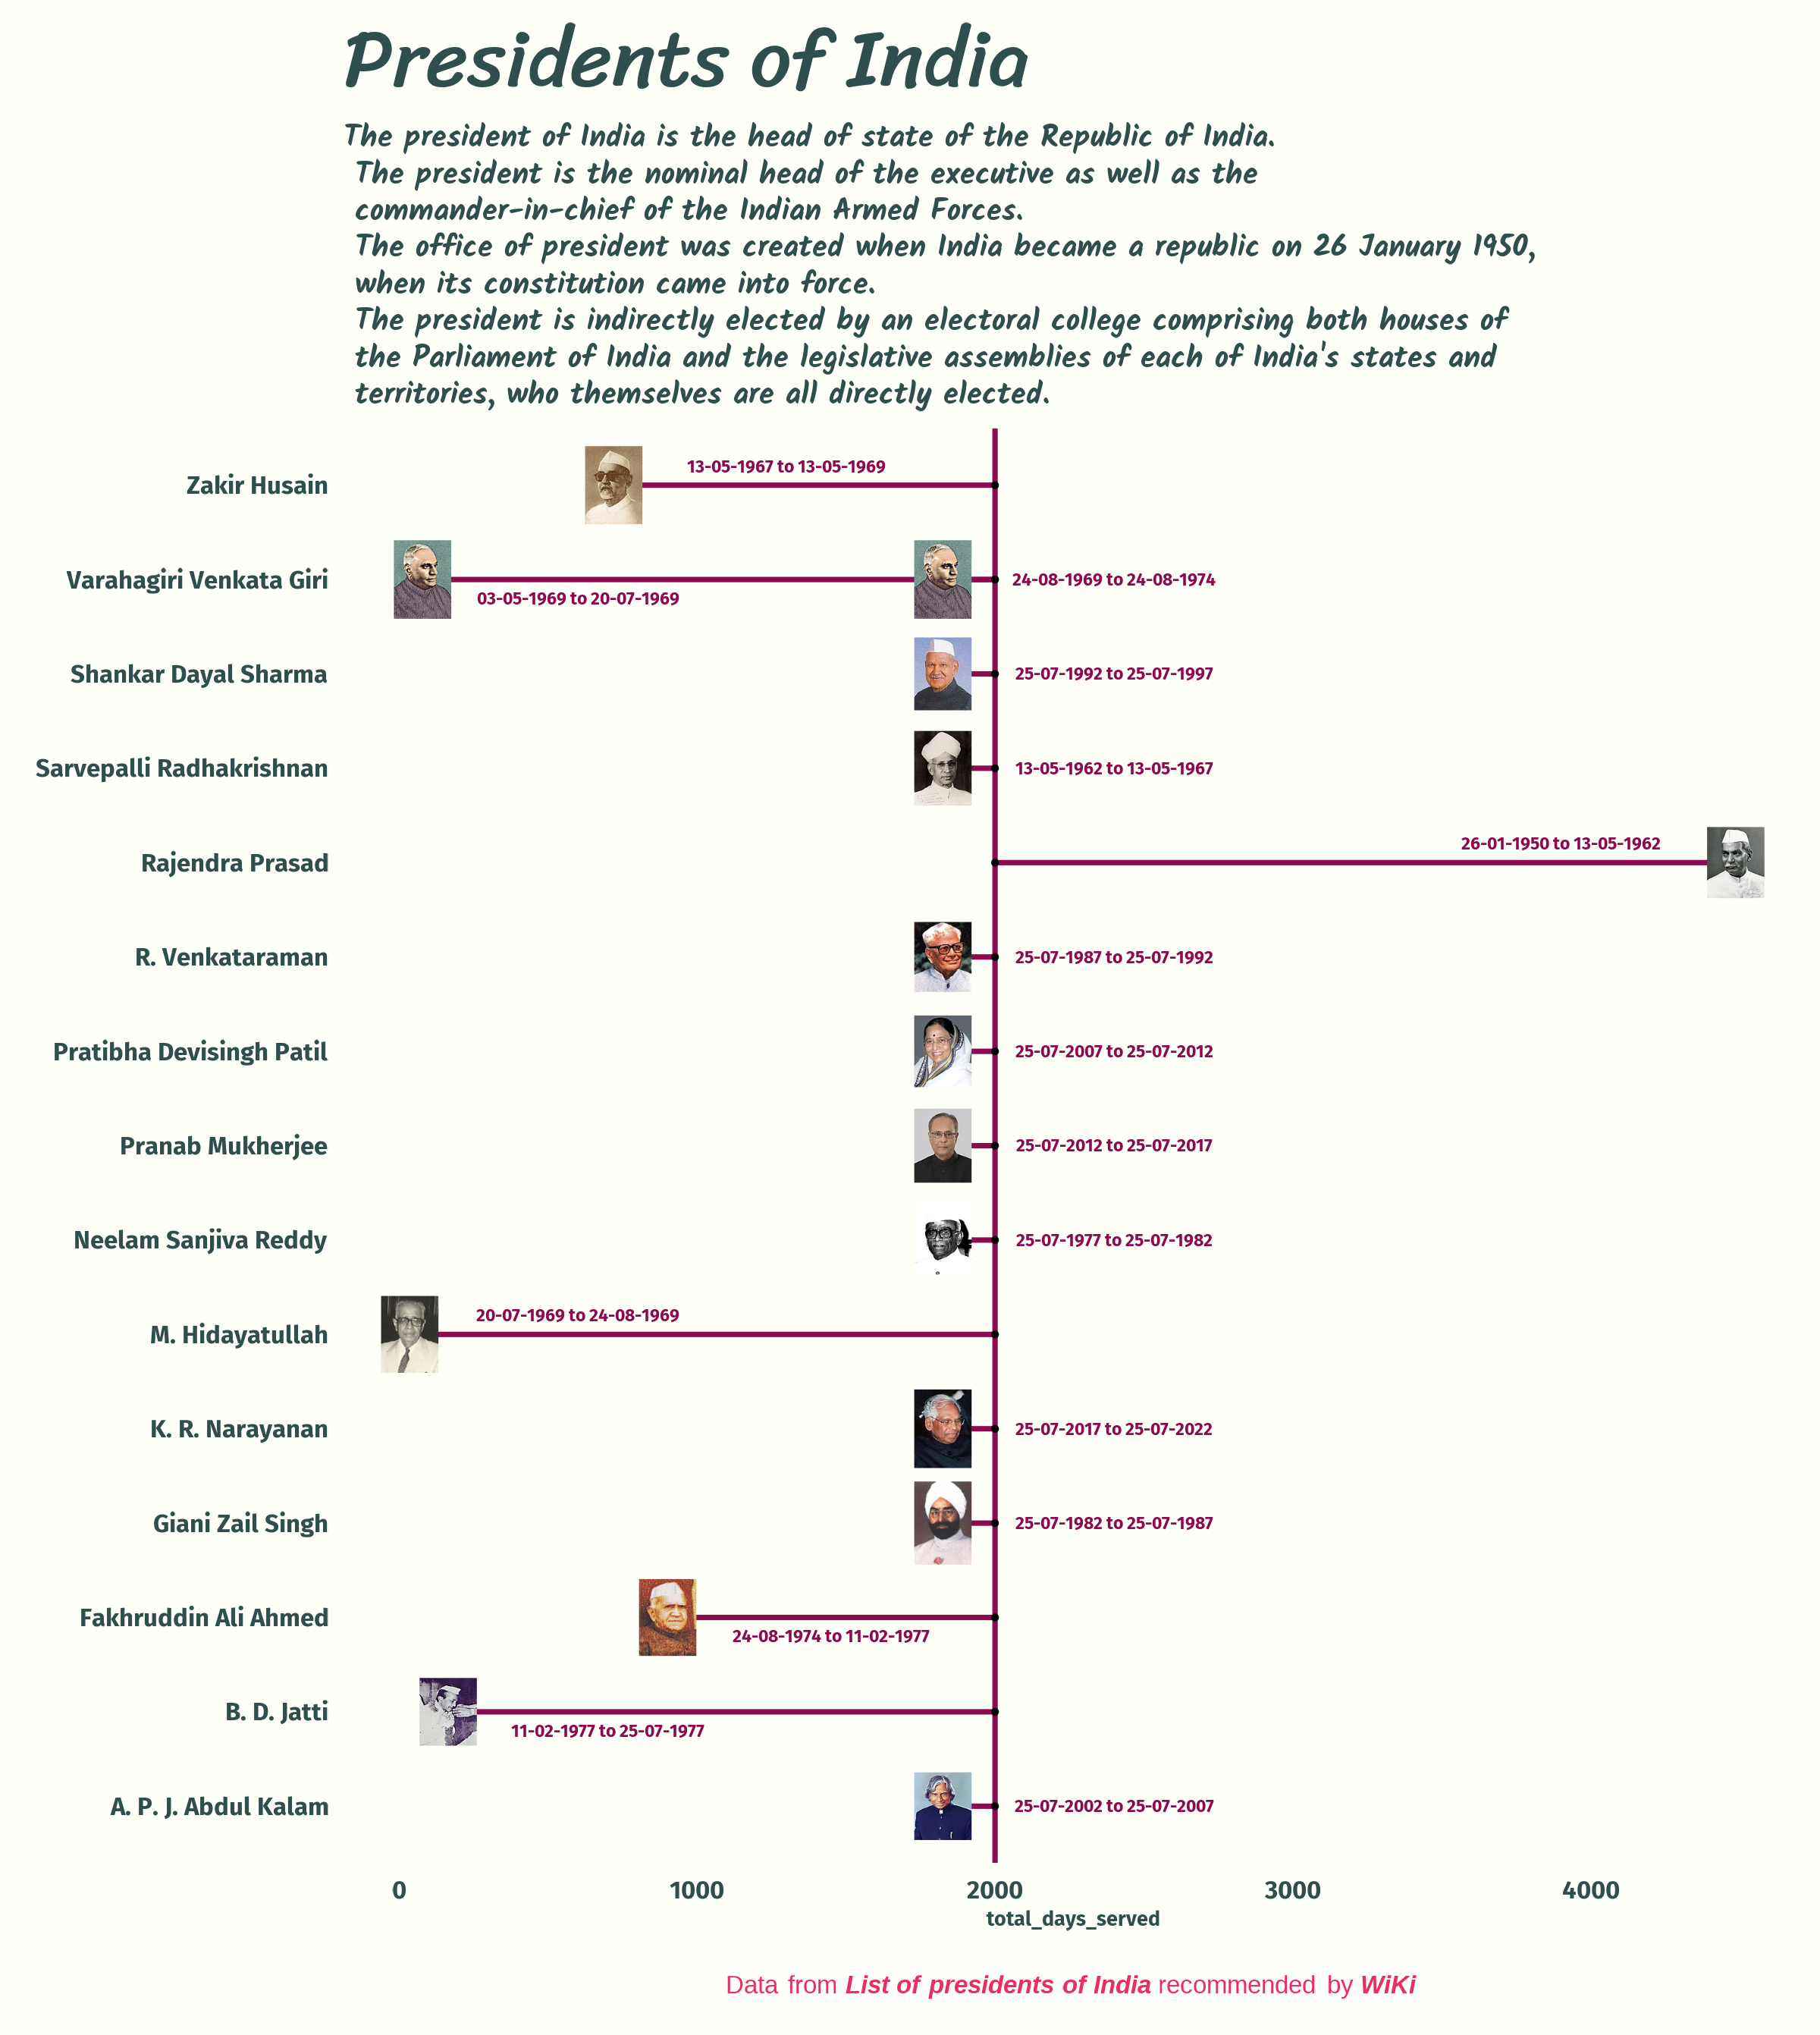 Presidents of India
The president of India is the head of state of the Republic of India.
The president is the nominal head of the executive as well as the
commander-in-chief of the Indian Armed Forces.
The office of president was created when India became a republic on 26 January 1950,
when its constitution came into force.
The president is indirectly elected by an electoral college comprising both houses of
the Parliament of India and the legislative assemblies of each of India's states and
territories, who themselves are all directly elected.
13-05-1967 to 13-05-1969
Zakir Husain
Varahagiri Venkata Giri
24-08-1969 to 24-08-1974
03-05-1969 to 20-07-1969
Shankar Dayal Sharma
25-07-1992 to 25-07-1997
Sarvepalli Radhakrishnan
13-05-1962 to 13-05-1967
26-01-1950 to 13-05-1962
Rajendra Prasad
R. Venkataraman
25-07-1987 to 25-07-1992
Pratibha Devisingh Patil
25-07-2007 to 25-07-2012
Pranab Mukherjee
25-07-2012 to 25-07-2017
Neelam Sanjiva Reddy
25-07-1977 to 25-07-1982
20-07-1969 to 24-08-1969
M. Hidayatullah
K. R. Narayanan
25-07-2017 to 25-07-2022
Giani Zail Singh
25-07-1982 to 25-07-1987
Fakhruddin Ali Ahmed
24-08-1974 to 11-02-1977
B. D. Jatti
11-02-1977 to 25-07-1977
A. P. J. Abdul Kalam
25-07-2002 to 25-07-2007
0 1000 2000 3000 4000
total_days_served
Data from List of presidents of India recommended by WiKi